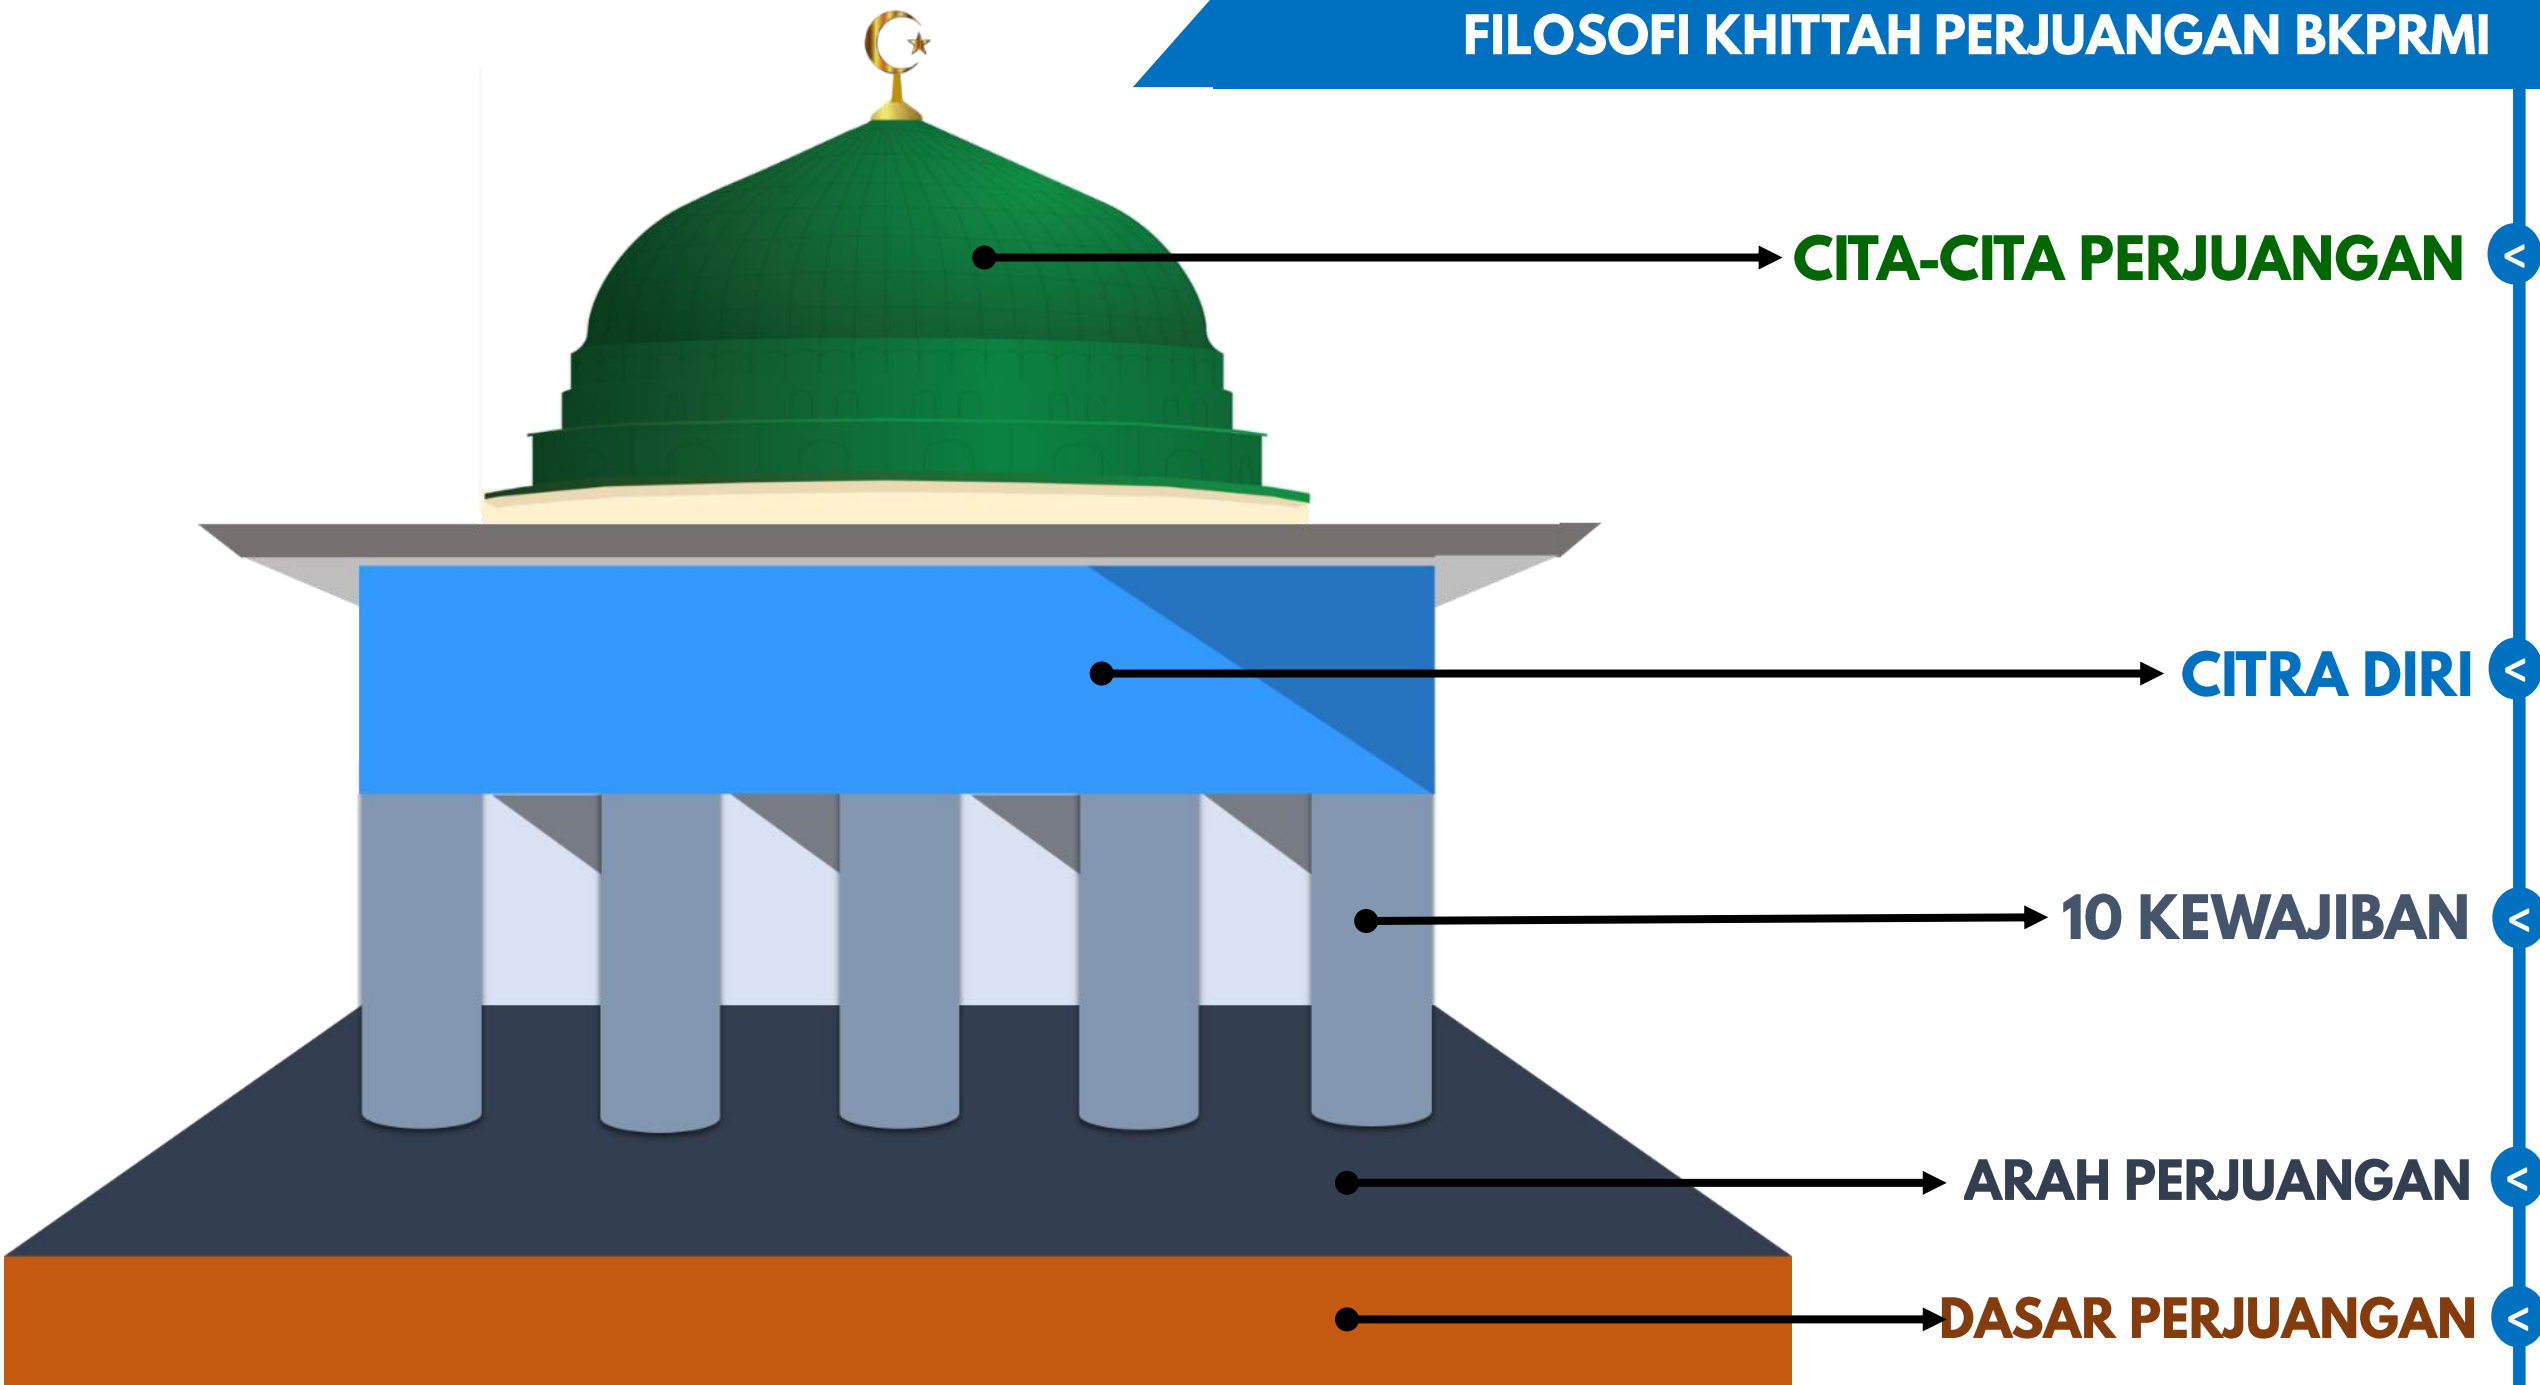 FILOSOFI KHITTAH PERJUANGAN BKPRMI
CITA-CITA PERJUANGAN <
CITRA DIRI <
10 KEWAJIBAN <
ARAH PERJUANGAN <
DASAR PERJUANGAN <